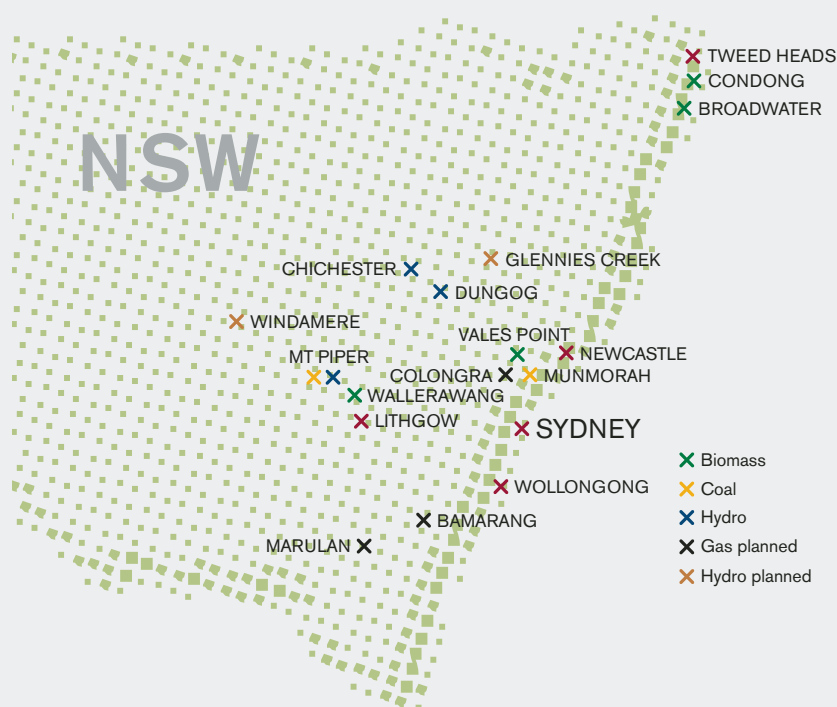 TWEED HEADS
CONDONG
BROADWATER
NSW
GLENNIES CREEK
CHICHESTER
DUNGOG
WINDAMERE
VALES POINT
NEWCASTLE
MT PIPER
COLONGRA
MUNMORAH
WALLERAWANG
LITHGOW
SYDNEY
Biomass
Coal
WOLLONGONG
Hydro
BAMARANG
MARULAN
Gas planned
Hydro planned